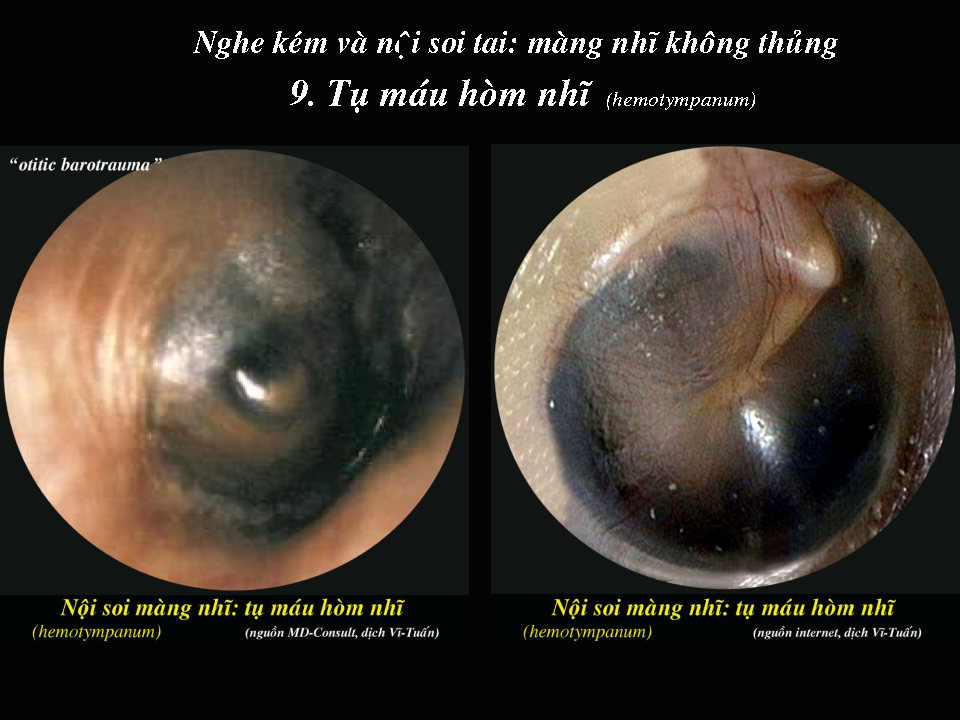 Nghe kém và nội soi tai: màng nhĩ không thủng
9. Tụ máu hòm nhĩ (hemotympanum)
“otitic barotrauma”
Nội soi màng nhĩ: tụ máu hòm nhĩ
(hemotympanum) (nguồn MD-Consult, dịch Vĩ-Tuấn)
Nội soi màng nhĩ: tụ máu hòm nhĩ
(hemotympanum) (nguồn internet, dịch Vĩ-Tuấn)